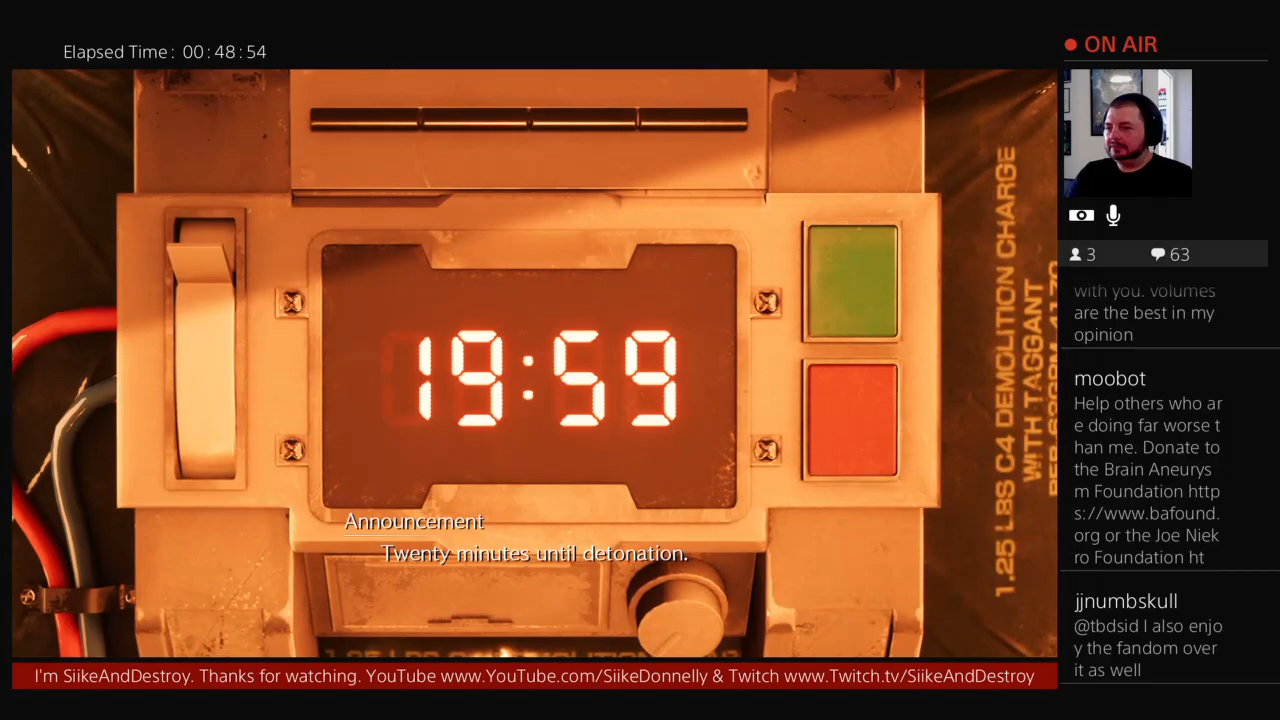 Elapsed Time: 00:48:54
ON AIR
3 63
with you. volumes
are the best in my
opinion
moobot
Help others who ar
e doing far worse t
han me. Donate to
the Brain Aneurys
m Foundation http
s://www.bafound.
org or the Joe Niek
ro Foundation ht
jjnumbskull
@tbdsid I also enjo
y the fandom over
it as well
19:59
1.25 LBS C4 DEMOLITION CHARGE
WITH TAGGANT
Announcement
Twenty minutes until detonation.
I'm SiikeAndDestroy. Thanks for watching. YouTube www.YouTube.com/SiikeDonnelly & Twitch www.Twitch.tv/SiikeAndDestroy